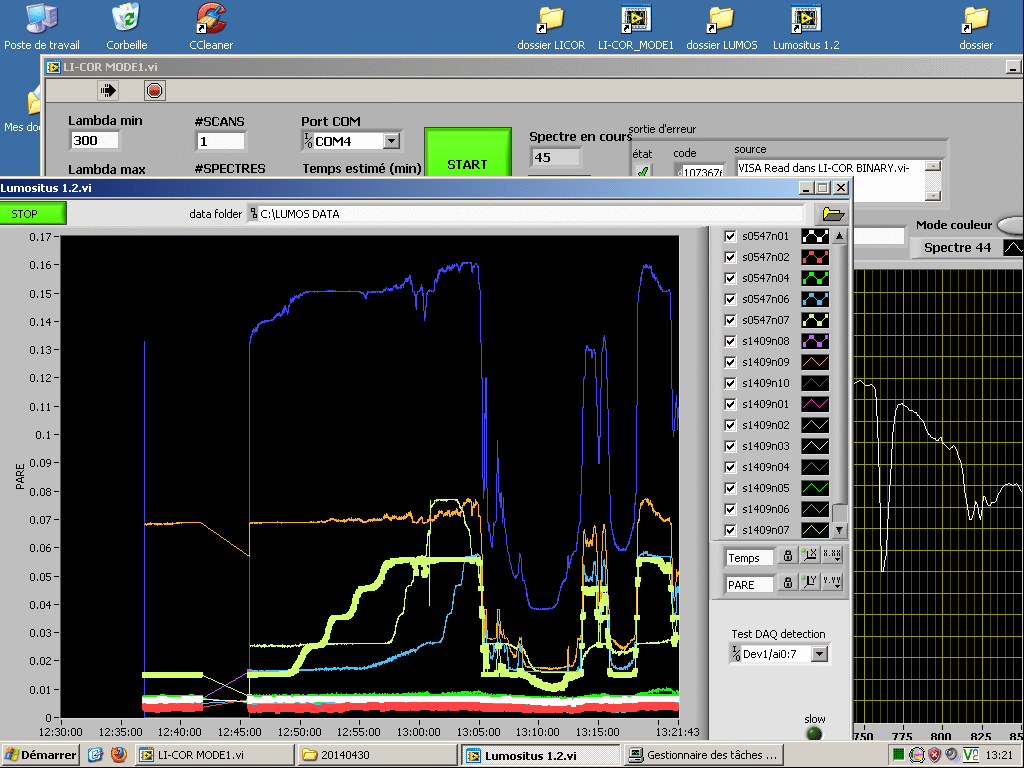 Poste de travail
Corbeille
CCleaner
dossier LICOR
LI-COR_MODE1
dossier LUMOS
Lumositus 1.2
dossier
LI-COR MODE1.vi
Lambda min
#SCANS
Port COM
Spectre en cours
sortie d'erreur
300
1
COM4
START
45
état
code
source
Mes do
Lambda max
#SPECTRES
Temps estimé (min)
VISA Read dans LI-COR BINARY.vi-
Lumositus 1.2.vi
STOP
data folder
C:\LUMOS DATA
Mode couleur
Spectre 44
PARE
0.17
0.16
0.15
0.14
0.13
0.12
0.11
0.1
0.09
0.08
0.07
0.06
0.05
0.04
0.03
0.02
0.01
0
12:30:00
12:35:00
12:40:00
12:45:00
12:50:00
12:55:00
13:00:00
13:05:00
13:10:00
13:15:00
13:21:43
s0547n01
s0547n02
s0547n04
s0547n06
s0547n07
s1409n08
s1409n09
s1409n10
s1409n01
s1409n02
s1409n03
s1409n04
s1409n05
s1409n06
s1409n07
Temps
X.XX
PARE
Y.YY
Test DAQ detection
Dev1/ai0:7
slow
750
775
800
825
85
Démarrer
LI-COR MODE1.vi
20140430
Lumositus 1.2.vi
Gestionnaire des tâches ...
13:21